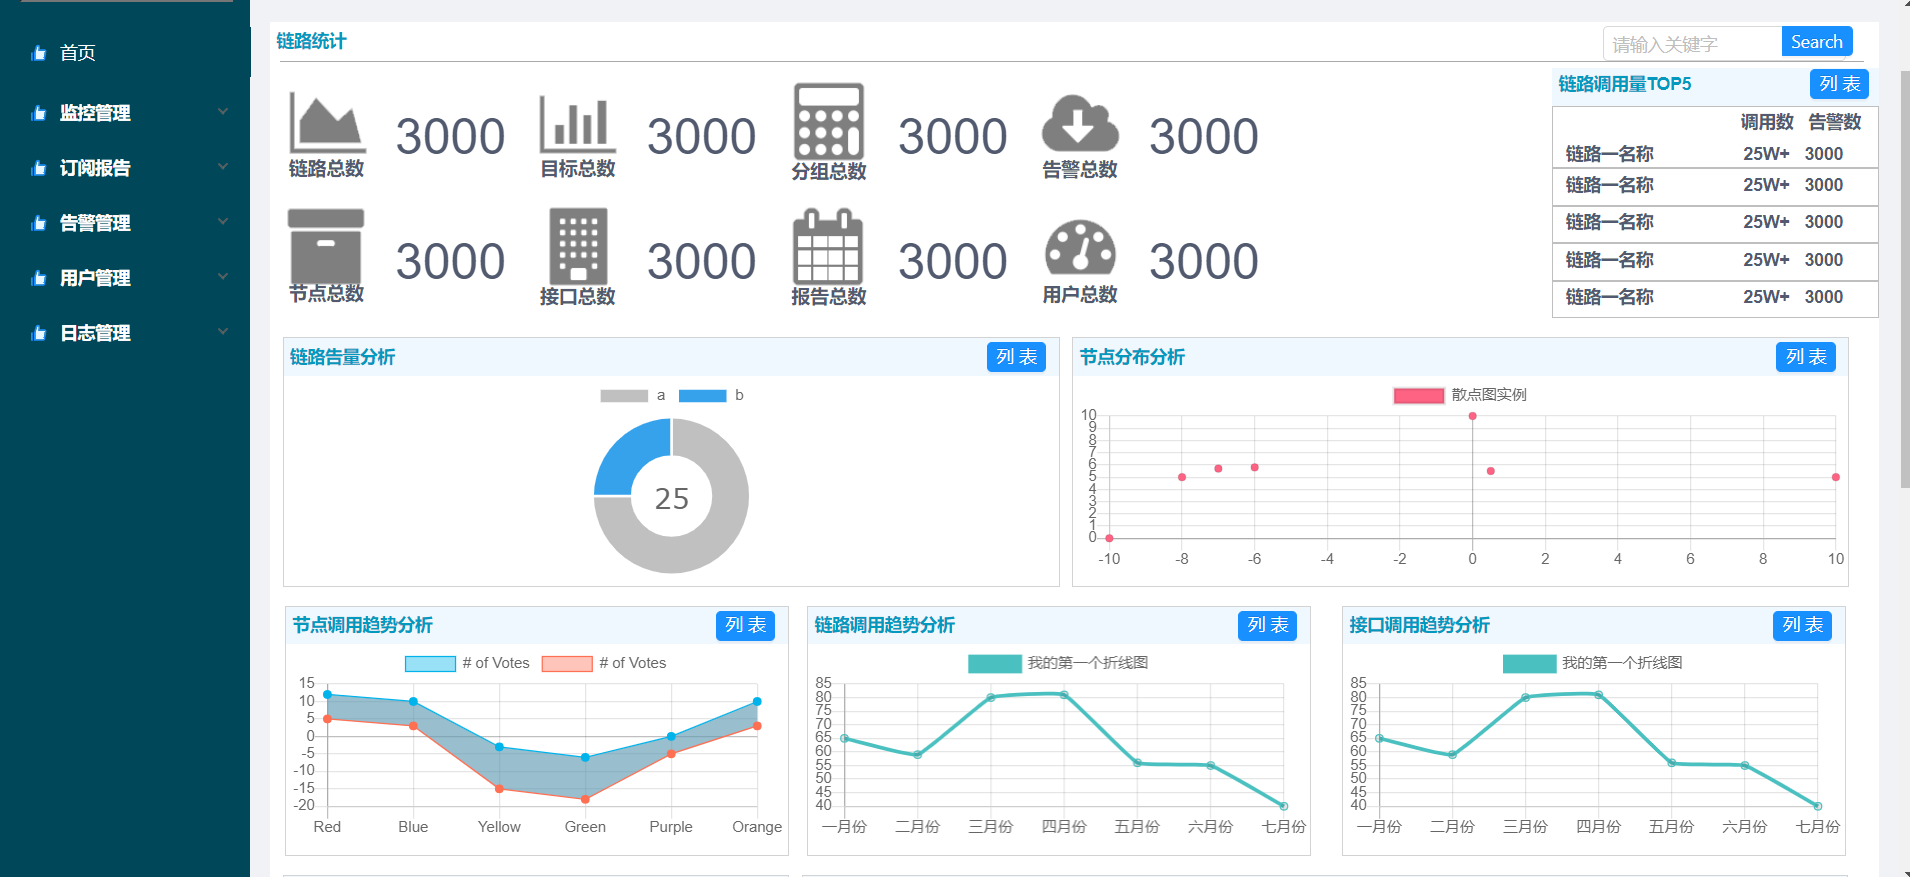 首页
监控管理
订阅报告
告警管理
用户管理
日志管理
链路统计
请输入关键字 Search
3000 3000 3000 3000
链路总数 目标总数 分组总数 告警总数
3000 3000 3000 3000
节点总数 接口总数 报告总数 用户总数
链路调用量TOP5 列 表
调用数 告警数
链路一名称 25W+ 3000
链路一名称 25W+ 3000
链路一名称 25W+ 3000
链路一名称 25W+ 3000
链路一名称 25W+ 3000
链路告量分析 列 表
a b
25
节点分布分析 列 表
散点图实例
10
9
8
7
6
5
4
3
2
1
0
-10 -8 -6 -4 -2 0 2 4 6 8 10
节点调用趋势分析 列 表
# of Votes # of Votes
15
10
5
0
-5
-10
-15
-20
Red Blue Yellow Green Purple Orange
链路调用趋势分析 列 表
我的第一个折线图
85
80
75
70
65
60
55
50
45
40
一月份 二月份 三月份 四月份 五月份 六月份 七月份
接口调用趋势分析 列 表
我的第一个折线图
85
80
75
70
65
60
55
50
45
40
一月份 二月份 三月份 四月份 五月份 六月份 七月份